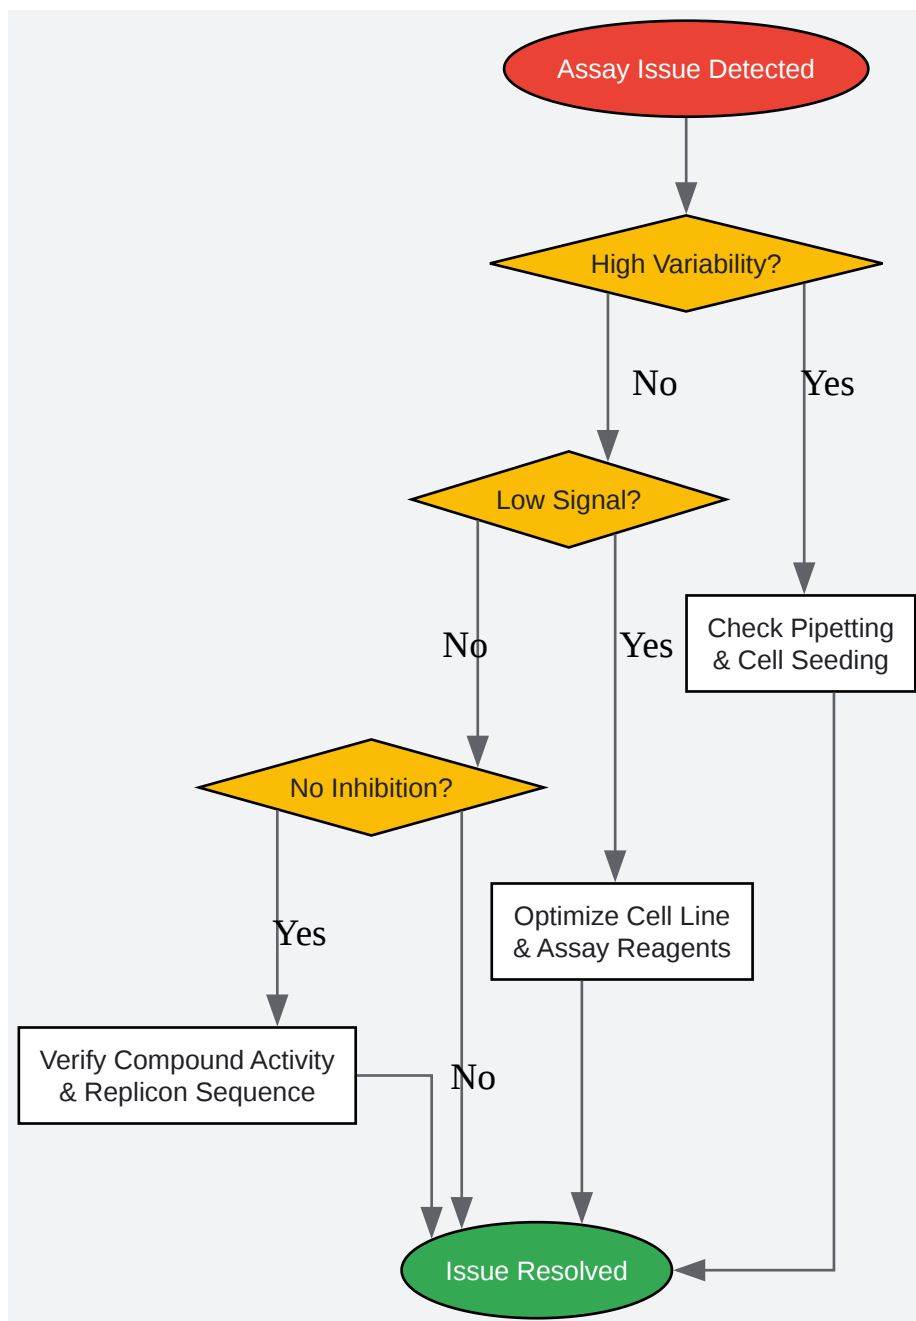 Assay Issue Detected
High Variability?
No
Yes
Low Signal?
No
Yes
Check Pipetting
& Cell Seeding
No Inhibition?
Yes
Optimize Cell Line
& Assay Reagents
Verify Compound Activity
& Replicon Sequence
No
Issue Resolved